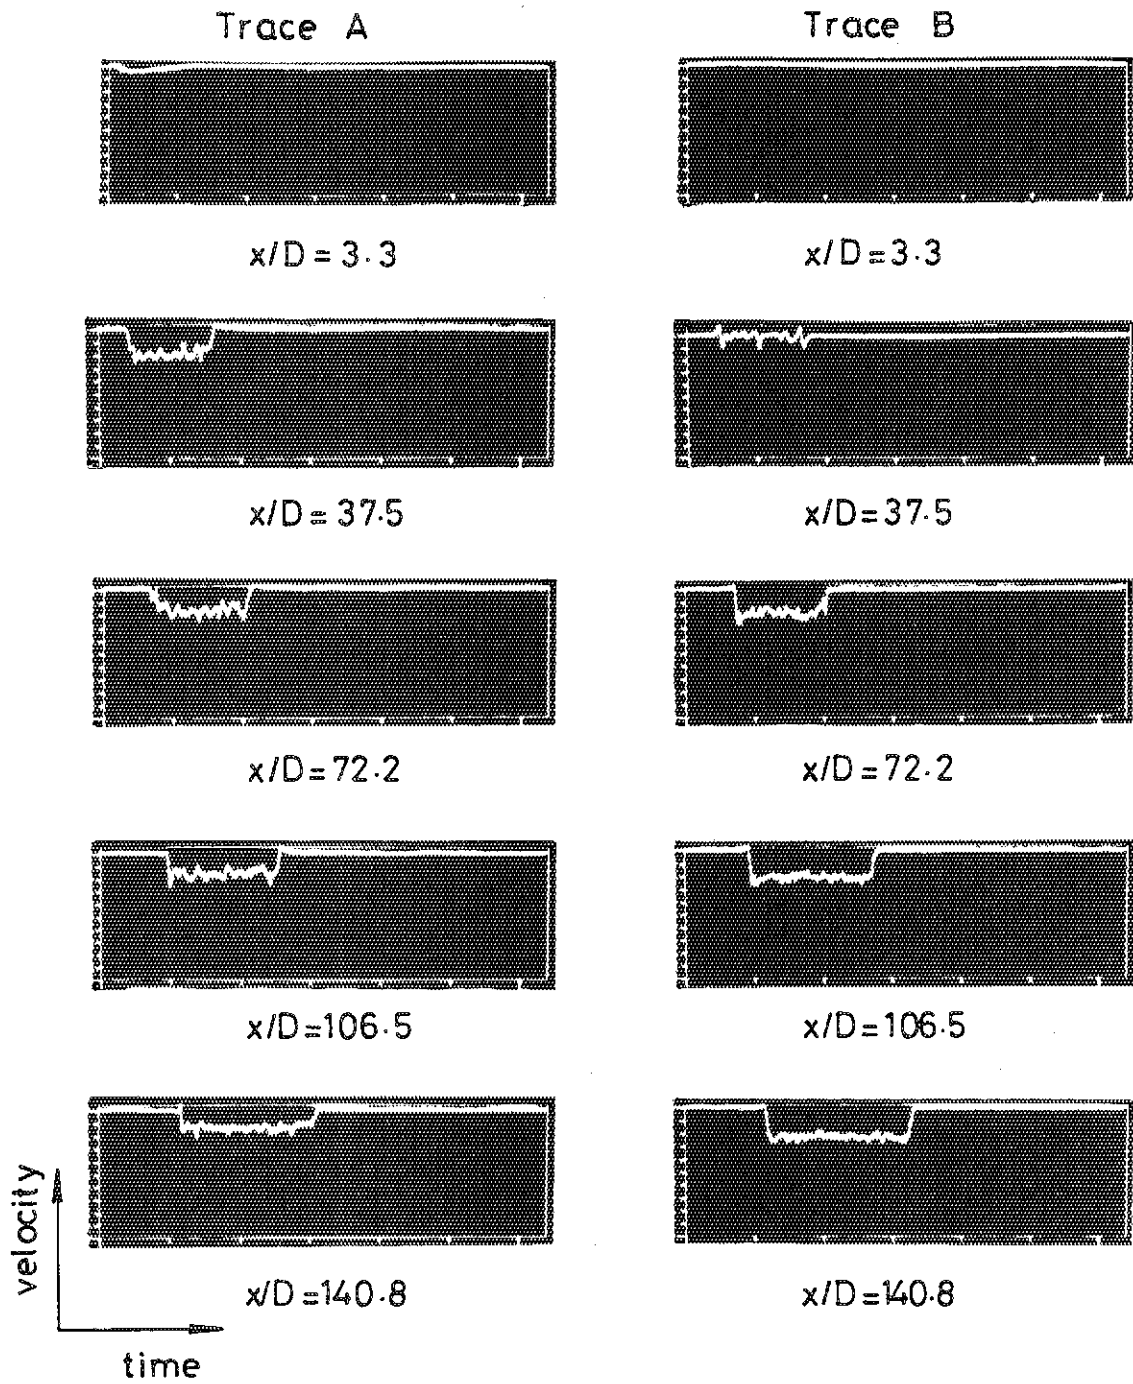 Trace A
Trace B
x/D = 3.3
x/D = 3.3
x/D = 37.5
x/D = 37.5
x/D = 72.2
x/D = 72.2
x/D = 106.5
x/D = 106.5
x/D = 140.8
x/D = 140.8
velocity
time